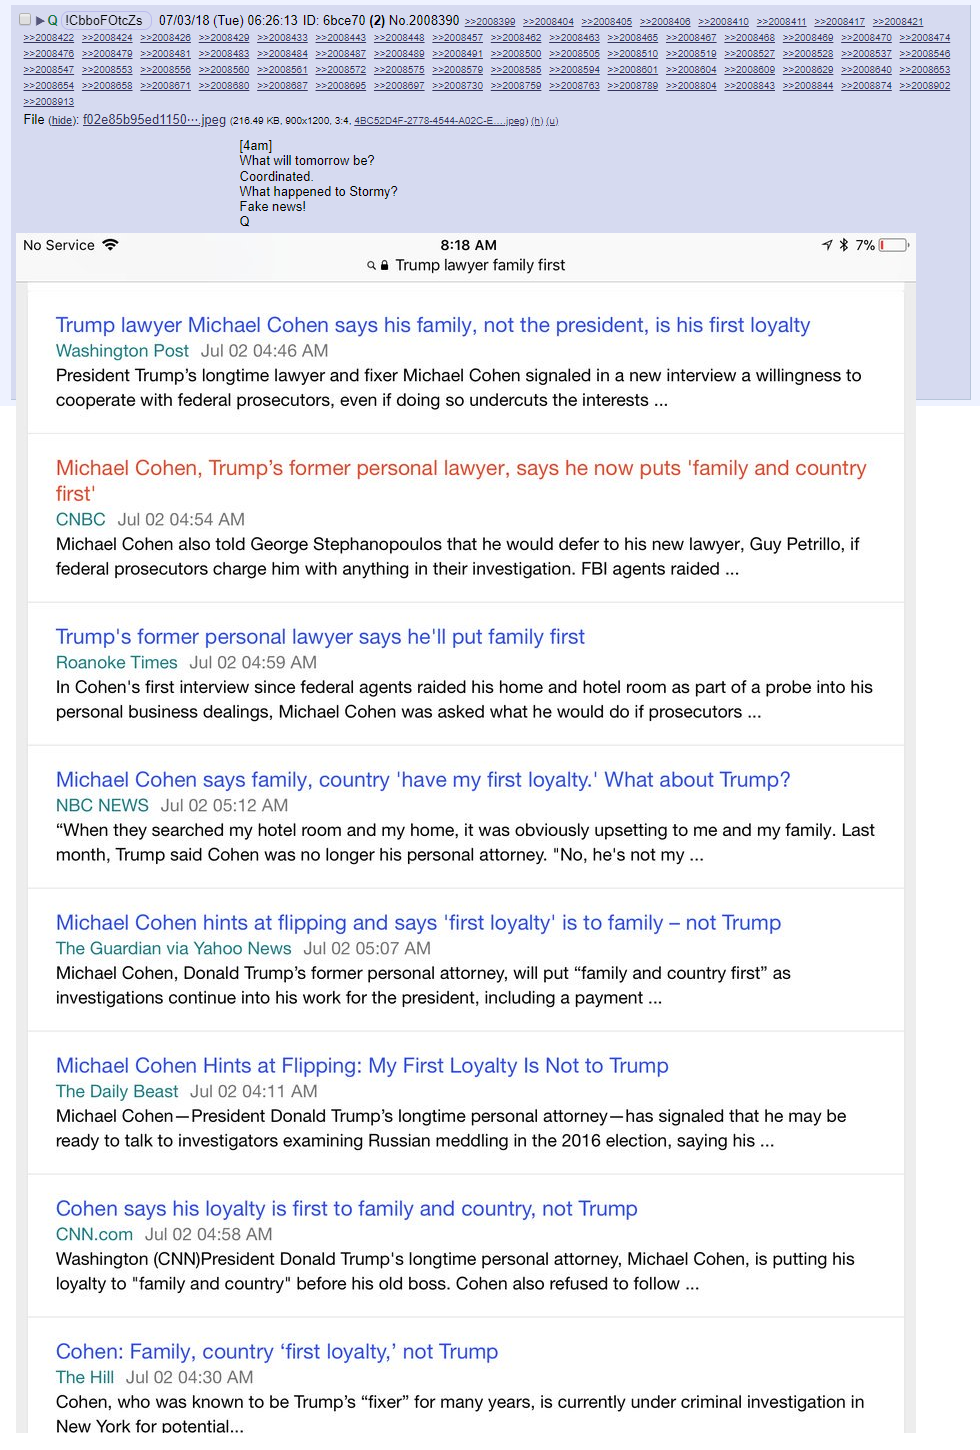 Q !CbboFOtcZs 07/03/18 (Tue) 06:26:13 ID: 6bce70 (2) No.2008390 >>2008399 >>2008404 >>2008405 >>2008406 >>2008410 >>2008411 >>2008417 >>2008421
>>2008422 >>2008424 >>2008426 >>2008429 >>2008433 >>2008443 >>2008448 >>2008457 >>2008462 >>2008463 >>2008465 >>2008467 >>2008468 >>2008469 >>2008470 >>2008474
>>2008476 >>2008479 >>2008481 >>2008483 >>2008484 >>2008487 >>2008489 >>2008491 >>2008500 >>2008505 >>2008510 >>2008519 >>2008527 >>2008528 >>2008537 >>2008546
>>2008547 >>2008553 >>2008556 >>2008560 >>2008561 >>2008572 >>2008575 >>2008579 >>2008585 >>2008594 >>2008601 >>2008604 >>2008609 >>2008629 >>2008640 >>2008653
>>2008654 >>2008658 >>2008671 >>2008680 >>2008687 >>2008695 >>2008697 >>2008730 >>2008759 >>2008763 >>2008789 >>2008804 >>2008843 >>2008844 >>2008874 >>2008902
>>2008913
File (hide): f02e85b95ed1150⋯.jpeg (216.49 KB, 900x1200, 3:4, 4BC52D4F-2778-4544-A02C-E….jpeg) (h) (u)
[4am]
What will tomorrow be?
Coordinated.
What happened to Stormy?
Fake news!
Q
No Service 8:18 AM 7%
Trump lawyer family first
Trump lawyer Michael Cohen says his family, not the president, is his first loyalty
Washington Post Jul 02 04:46 AM
President Trump’s longtime lawyer and fixer Michael Cohen signaled in a new interview a willingness to
cooperate with federal prosecutors, even if doing so undercuts the interests ...
Michael Cohen, Trump’s former personal lawyer, says he now puts 'family and country
first'
CNBC Jul 02 04:54 AM
Michael Cohen also told George Stephanopoulos that he would defer to his new lawyer, Guy Petrillo, if
federal prosecutors charge him with anything in their investigation. FBI agents raided ...
Trump's former personal lawyer says he'll put family first
Roanoke Times Jul 02 04:59 AM
In Cohen's first interview since federal agents raided his home and hotel room as part of a probe into his
personal business dealings, Michael Cohen was asked what he would do if prosecutors ...
Michael Cohen says family, country 'have my first loyalty.' What about Trump?
NBC NEWS Jul 02 05:12 AM
“When they searched my hotel room and my home, it was obviously upsetting to me and my family. Last
month, Trump said Cohen was no longer his personal attorney. "No, he's not my ...
Michael Cohen hints at flipping and says 'first loyalty' is to family – not Trump
The Guardian via Yahoo News Jul 02 05:07 AM
Michael Cohen, Donald Trump’s former personal attorney, will put “family and country first” as
investigations continue into his work for the president, including a payment ...
Michael Cohen Hints at Flipping: My First Loyalty Is Not to Trump
The Daily Beast Jul 02 04:11 AM
Michael Cohen—President Donald Trump’s longtime personal attorney—has signaled that he may be
ready to talk to investigators examining Russian meddling in the 2016 election, saying his ...
Cohen says his loyalty is first to family and country, not Trump
CNN.com Jul 02 04:58 AM
Washington (CNN)President Donald Trump's longtime personal attorney, Michael Cohen, is putting his
loyalty to "family and country" before his old boss. Cohen also refused to follow ...
Cohen: Family, country ‘first loyalty,’ not Trump
The Hill Jul 02 04:30 AM
Cohen, who was known to be Trump’s “fixer” for many years, is currently under criminal investigation in
New York for potential...